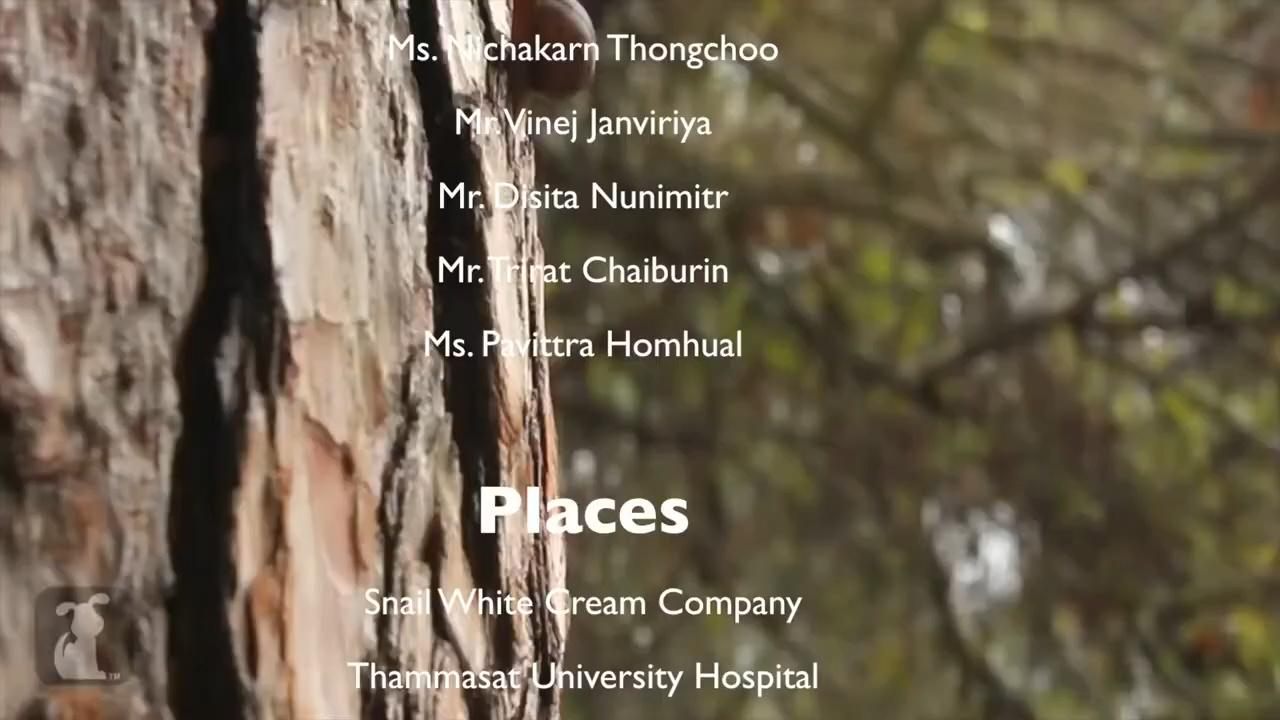 Ms. Nichakarn Thongchoo
Mr. Vinej Janviriya
Mr. Disita Nunimitr
Mr. Trirat Chaiburin
Ms. Pavittra Homhual
Places
Snail White Cream Company
Thammasat University Hospital
TM